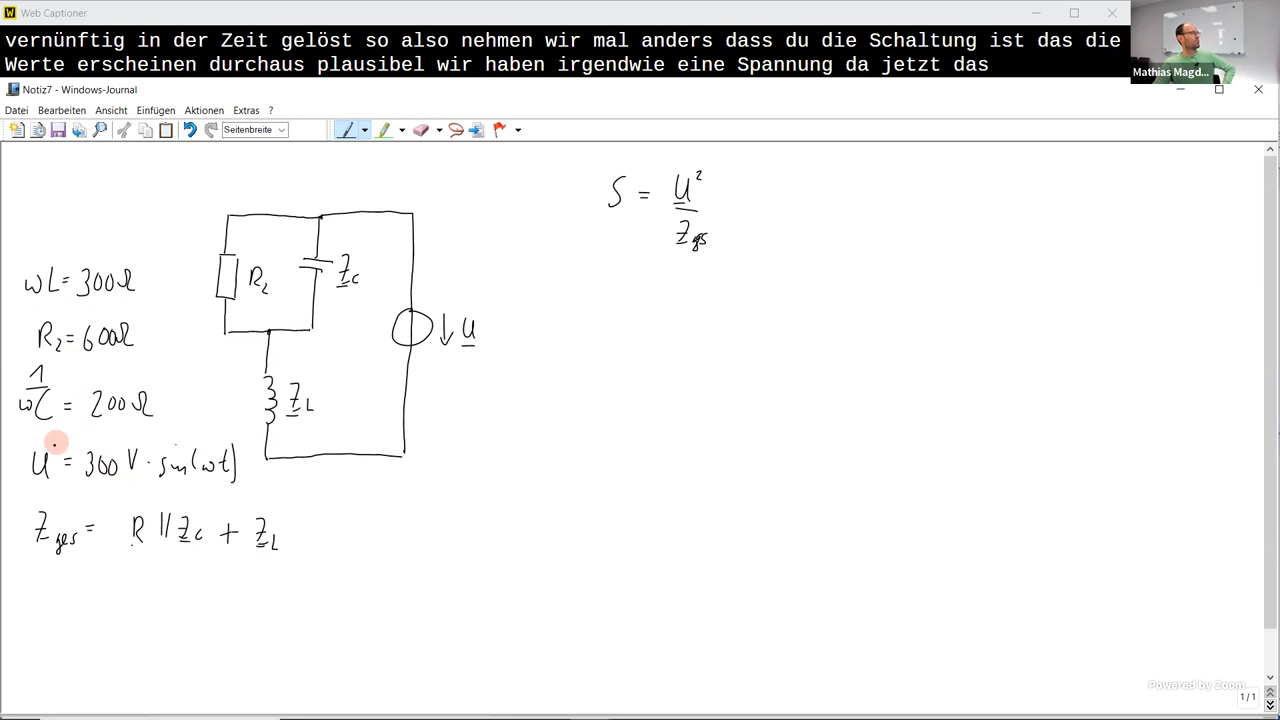 Web Captioner
vernünftig in der Zeit gelöst so also nehmen wir mal anders dass du die Schaltung ist das die
Werte erscheinen durchaus plausibel wir haben irgendwie eine Spannung da jetzt das
Mathias Magd...
Notiz7 - Windows-Journal
Datei Bearbeiten Ansicht Einfügen Aktionen Extras ?
Seitenbreite
S = U² / Zges
ωL = 300Ω
R2 = 600Ω
1/ωC = 200Ω
U = 300 V · sin(ωt)
Zges = R || Zc + ZL
R2
Zc
U
ZL
Powered by Zoom
1 / 1